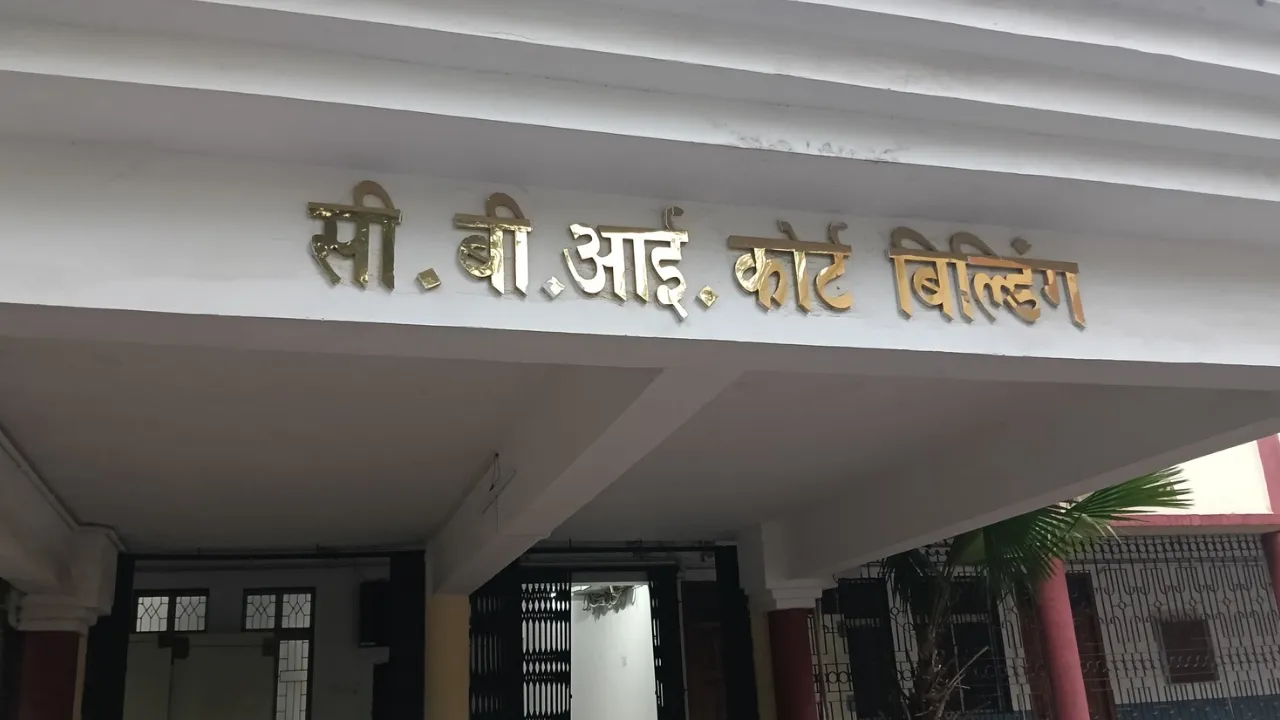 सी.बी.आई. कोर्ट बिल्डिंग